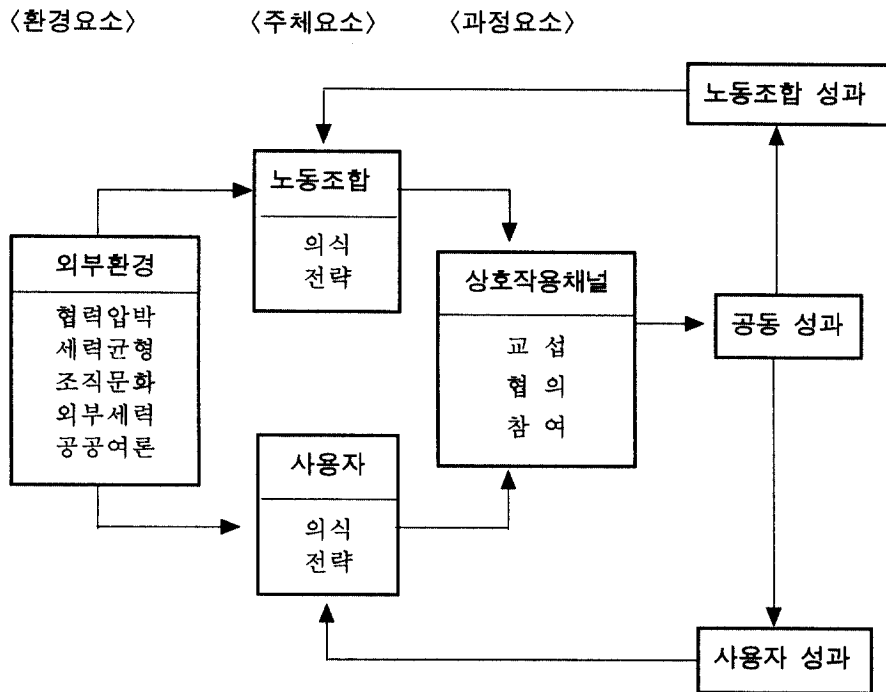 〈환경요소〉 〈주체요소〉 〈과정요소〉
노동조합 성과
노동조합
의식
전략
외부환경
협력압박
세력균형
조직문화
외부세력
공공여론
상호작용채널
교 섭
협 의
참 여
공동 성과
사용자
의식
전략
사용자 성과